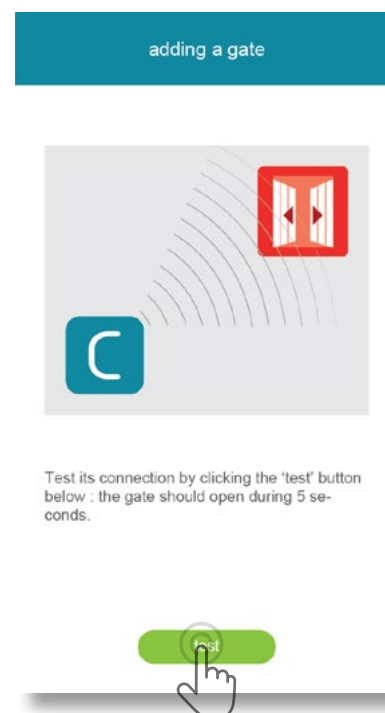 adding a gate
C
Test its connection by clicking the 'test' button
below : the gate should open during 5 se-
conds.
test